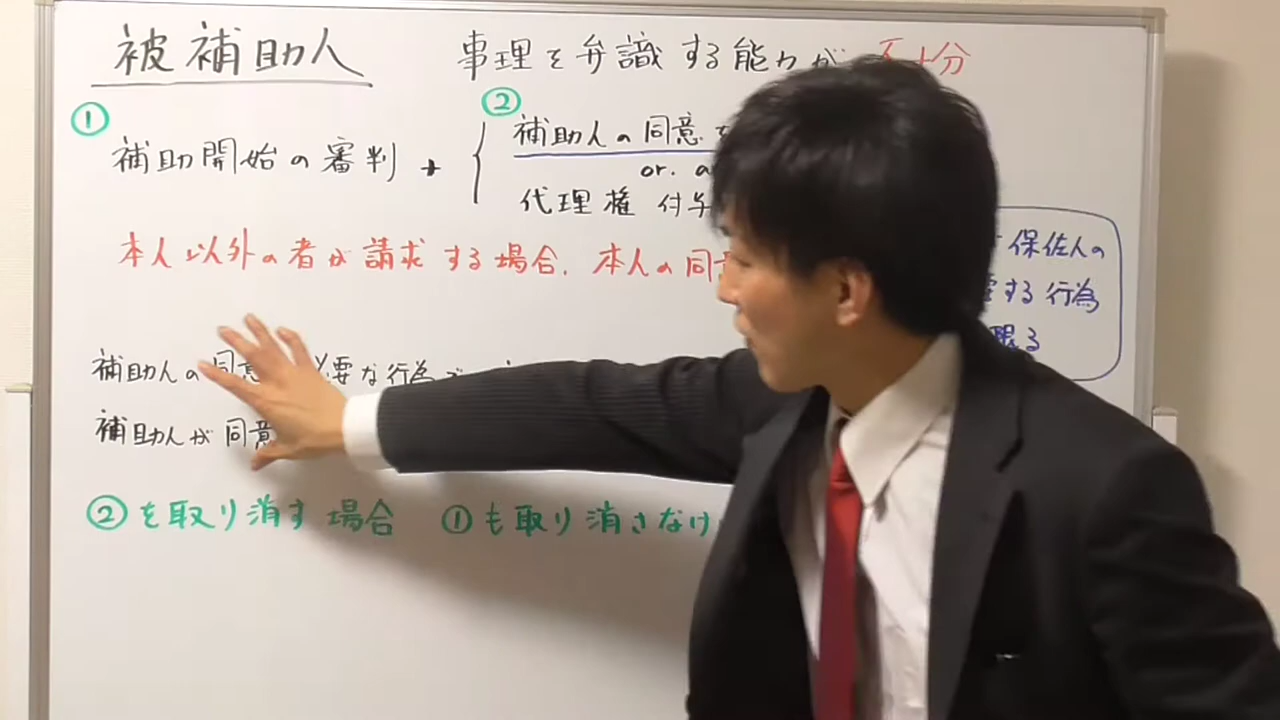 被補助人
事理を弁識する能力が 不十分
①
②
補助開始の審判 +
補助人の同意
or.
代理権 付与
本人以外の者が請求する場合、本人の同意
保佐人の
する行為
限る
補助人の同意 必要な行為で
補助人が同意
②を取り消す場合 ①も取り消さなけ